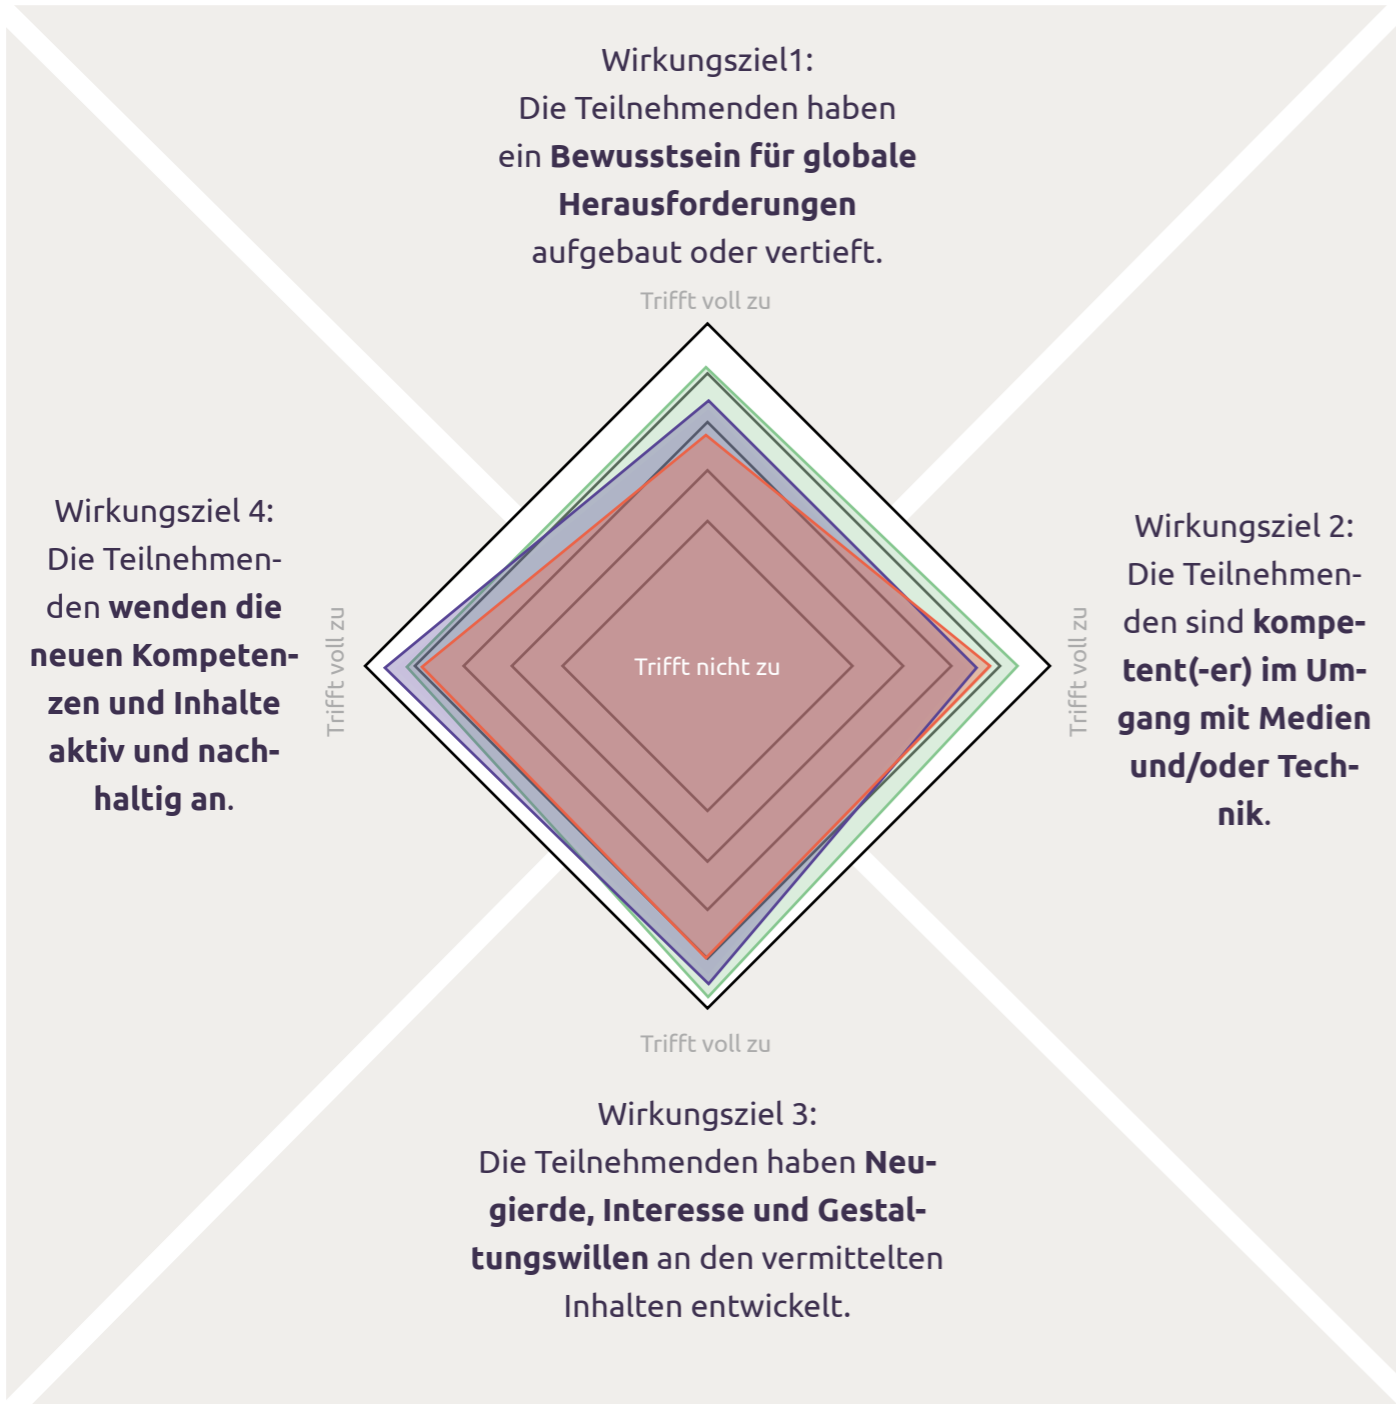 Wirkungsziel1:
Die Teilnehmenden haben
ein Bewusstsein für globale
Herausforderungen
aufgebaut oder vertieft.
Trifft voll zu
Wirkungsziel 4:
Die Teilnehmen-
den wenden die
neuen Kompeten-
zen und Inhalte
aktiv und nach-
haltig an.
Trifft voll zu
Trifft nicht zu
Trifft voll zu
Wirkungsziel 2:
Die Teilnehmen-
den sind kompe-
tent(-er) im Um-
gang mit Medien
und/oder Tech-
nik.
Trifft voll zu
Wirkungsziel 3:
Die Teilnehmenden haben Neu-
gierde, Interesse und Gestal-
tungswillen an den vermittelten
Inhalten entwickelt.